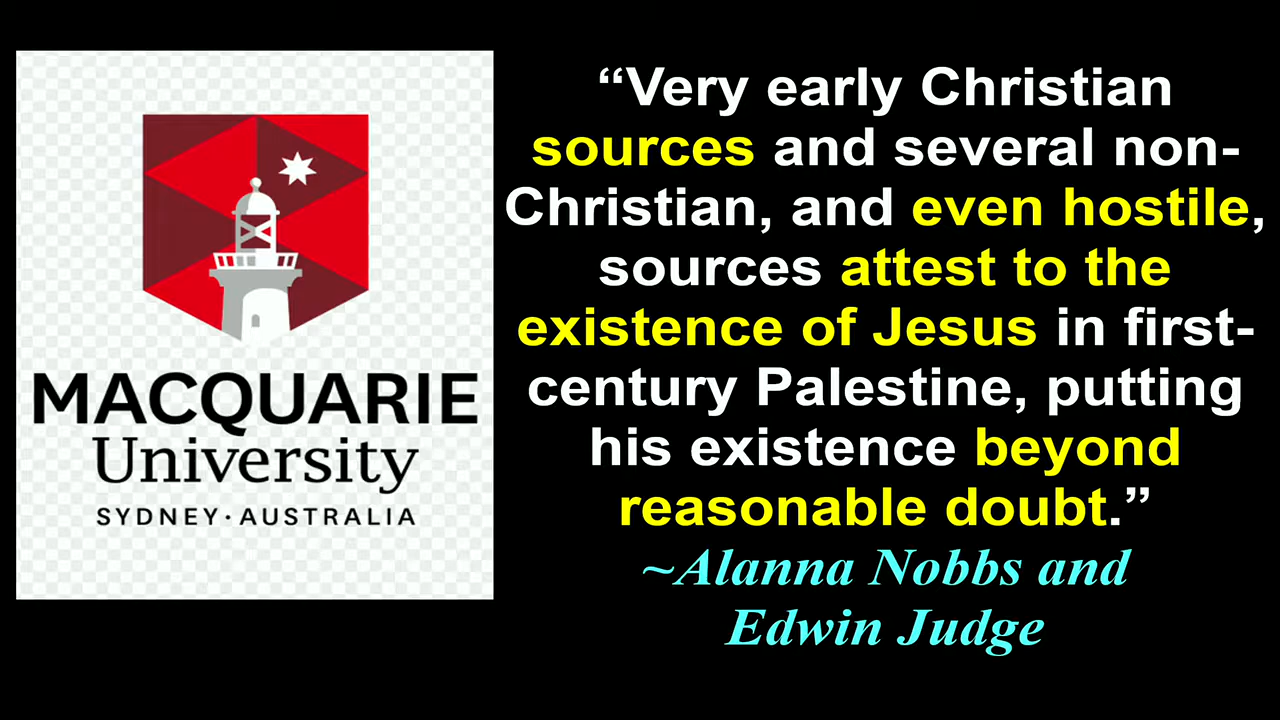 MACQUARIE
University
SYDNEY·AUSTRALIA
“Very early Christian
sources and several non-
Christian, and even hostile,
sources attest to the
existence of Jesus in first-
century Palestine, putting
his existence beyond
reasonable doubt.”
~Alanna Nobbs and
Edwin Judge